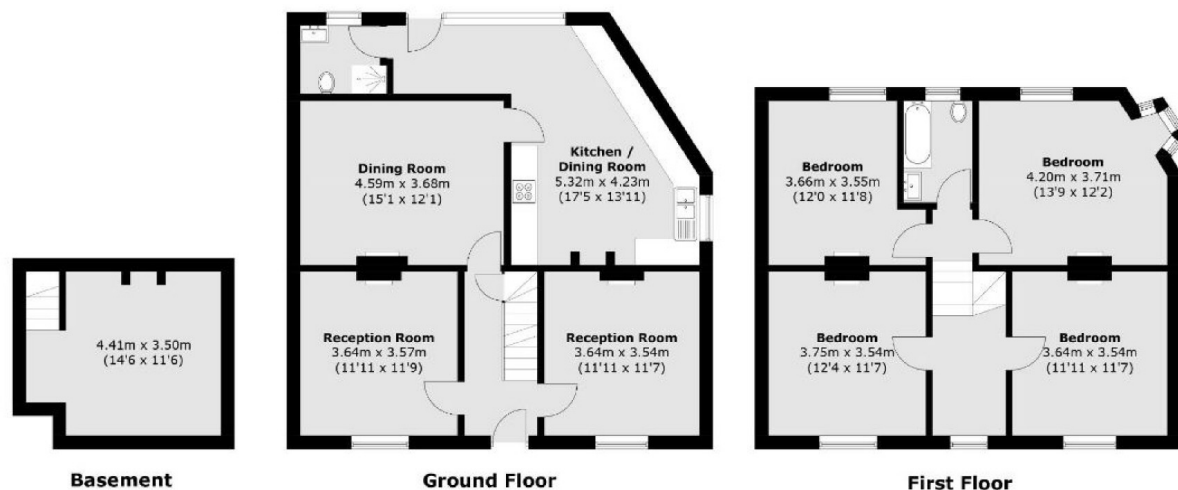 4.41m x 3.50m
(14'6 x 11'6)
Basement
Dining Room
4.59m x 3.68m
(15'1 x 12'1)
Kitchen /
Dining Room
5.32m x 4.23m
(17'5 x 13'11)
Reception Room
3.64m x 3.57m
(11'11 x 11'9)
Reception Room
3.64m x 3.54m
(11'11 x 11'7)
Ground Floor
Bedroom
3.66m x 3.55m
(12'0 x 11'8)
Bedroom
4.20m x 3.71m
(13'9 x 12'2)
Bedroom
3.75m x 3.54m
(12'4 x 11'7)
Bedroom
3.64m x 3.54m
(11'11 x 11'7)
First Floor